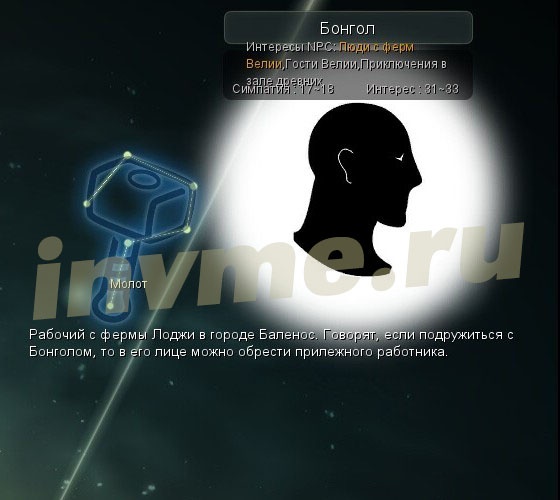 Бонгол
Интересы NPC: Люди с ферм
Велии,Гости Велии,Приключения в
зале древних
Симпатия : 17~18 Интерес : 31~33
invme.ru
Молот
Рабочий с фермы Лоджи в городе Баленос. Говорят, если подружиться с
Бонголом, то в его лице можно обрести прилежного работника.